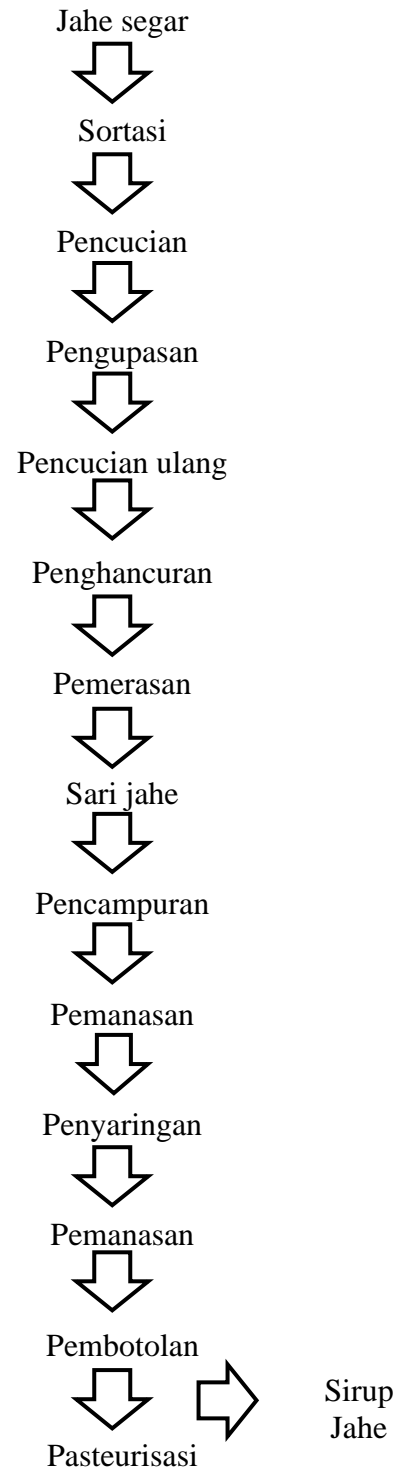 Jahe segar
Sortasi
Pencucian
Pengupasan
Pencucian ulang
Penghancuran
Pemerasan
Sari jahe
Pencampuran
Pemanasan
Penyaringan
Pemanasan
Pembotolan
Pasteurisasi
Sirup
Jahe